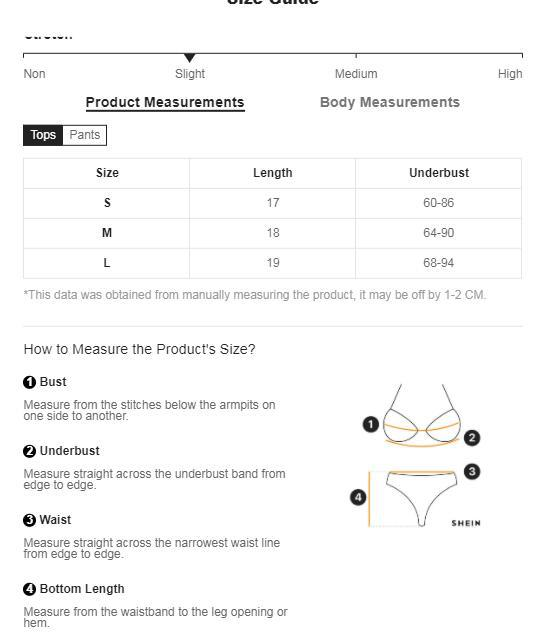 Size Guide
Stretch
Non Slight Medium High
Product Measurements Body Measurements
Tops Pants
Size Length Underbust
S 17 60-86
M 18 64-90
L 19 68-94
*This data was obtained from manually measuring the product, it may be off by 1-2 CM.
How to Measure the Product's Size?
1 Bust
Measure from the stitches below the armpits on
one side to another.
2 Underbust
Measure straight across the underbust band from
edge to edge.
3 Waist
Measure straight across the narrowest waist line
from edge to edge.
4 Bottom Length
Measure from the waistband to the leg opening or
hem.
1
2
3
4
SHEIN